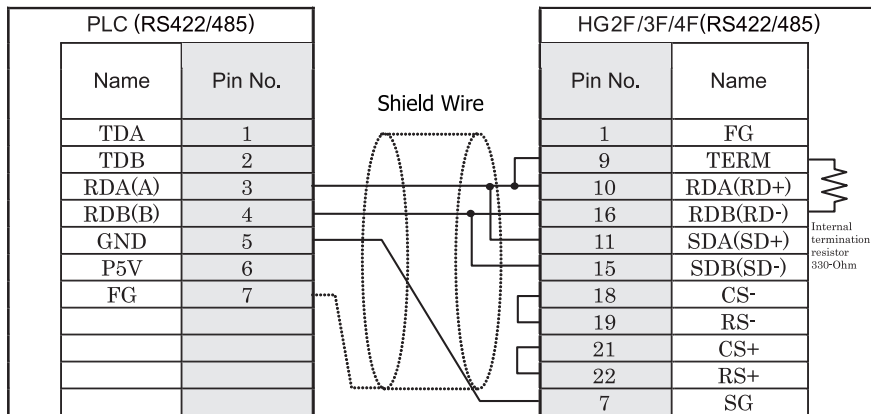 PLC (RS422/485)
Name Pin No.
TDA 1
TDB 2
RDA(A) 3
RDB(B) 4
GND 5
P5V 6
FG 7
Shield Wire
HG2F/3F/4F(RS422/485)
Pin No. Name
1 FG
9 TERM
10 RDA(RD+)
16 RDB(RD-)
11 SDA(SD+)
15 SDB(SD-)
18 CS-
19 RS-
21 CS+
22 RS+
7 SG
Internal
termination
resistor
330-Ohm